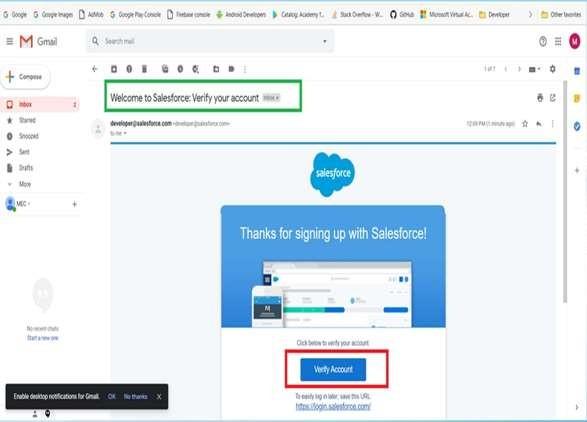 Google
Google Images
AdMob
Google Play Console
Firebase console
Android Developers
Catalog: Academy f...
Stack Overflow - W...
GitHub
Microsoft Virtual Ac...
Developer
Other favorites
Gmail
Search mail
M
Compose
1 of 7
Inbox 2
Starred
Snoozed
Sent
Drafts
More
MEC
No recent chats
Start a new one
Welcome to Salesforce: Verify your account Inbox x
developer@salesforce.com <developer@salesforce.com>
12:09 PM (1 minute ago)
to me
salesforce
Thanks for signing up with Salesforce!
Click below to verify your account
Verify Account
To easily log in later, save this URL
https://login.salesforce.com/
Enable desktop notifications for Gmail. OK No thanks X